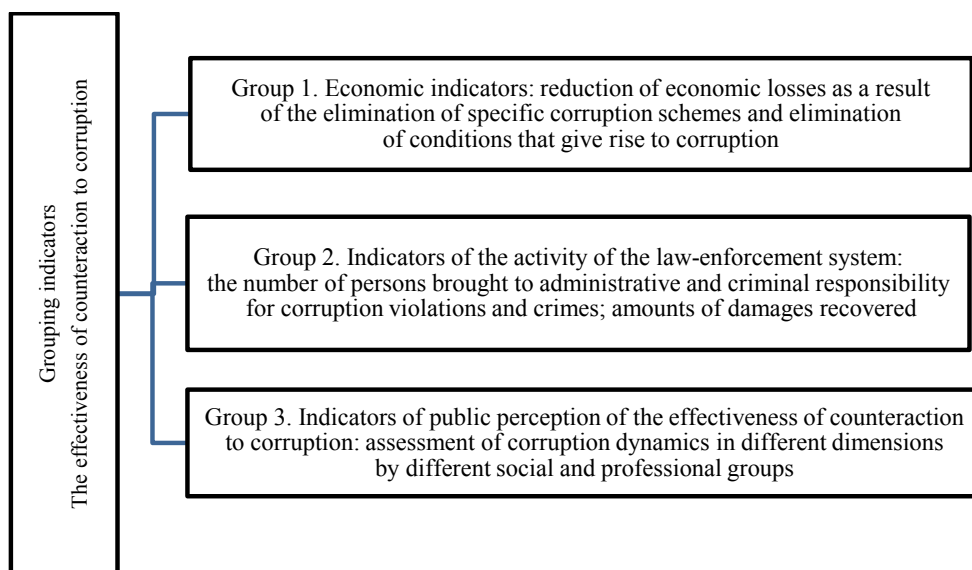 Grouping indicators
The effectiveness of counteraction to corruption
Group 1. Economic indicators: reduction of economic losses as a result
of the elimination of specific corruption schemes and elimination
of conditions that give rise to corruption
Group 2. Indicators of the activity of the law-enforcement system:
the number of persons brought to administrative and criminal responsibility
for corruption violations and crimes; amounts of damages recovered
Group 3. Indicators of public perception of the effectiveness of counteraction
to corruption: assessment of corruption dynamics in different dimensions
by different social and professional groups